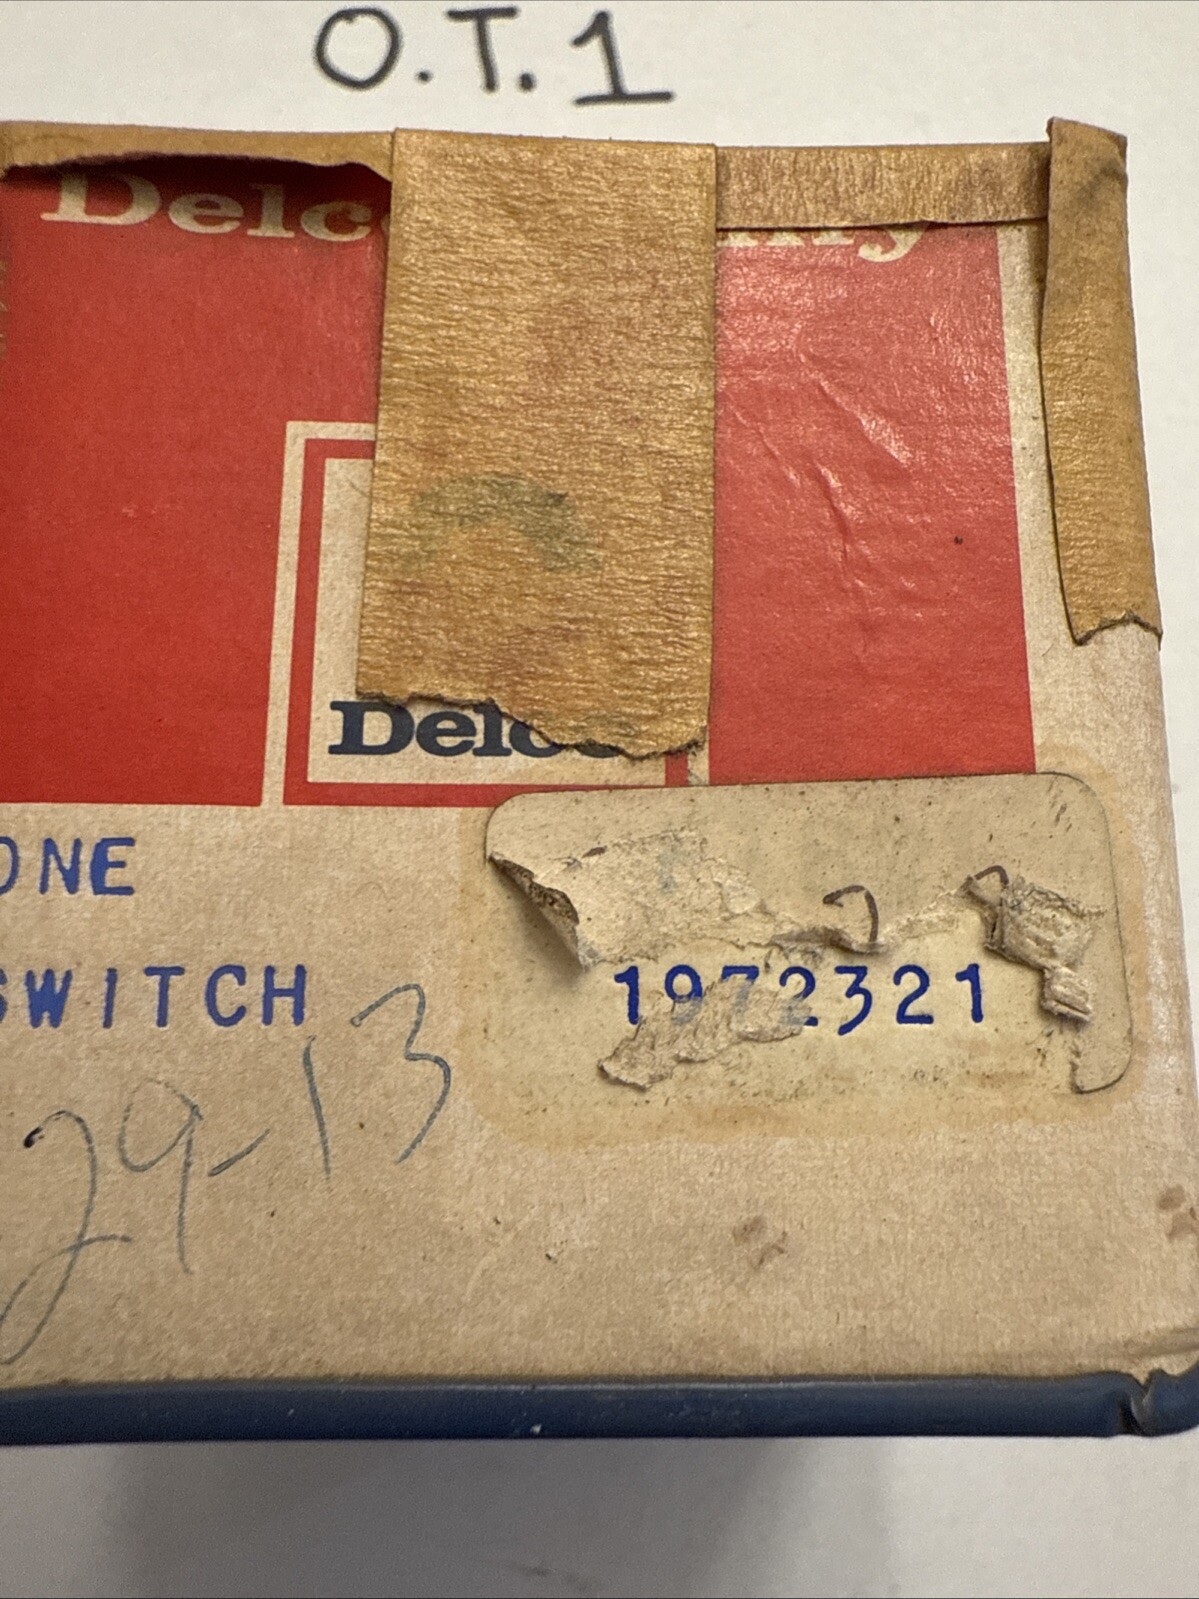 O.T.1
Delco
Delco
ONE
SWITCH
1972321
29-13